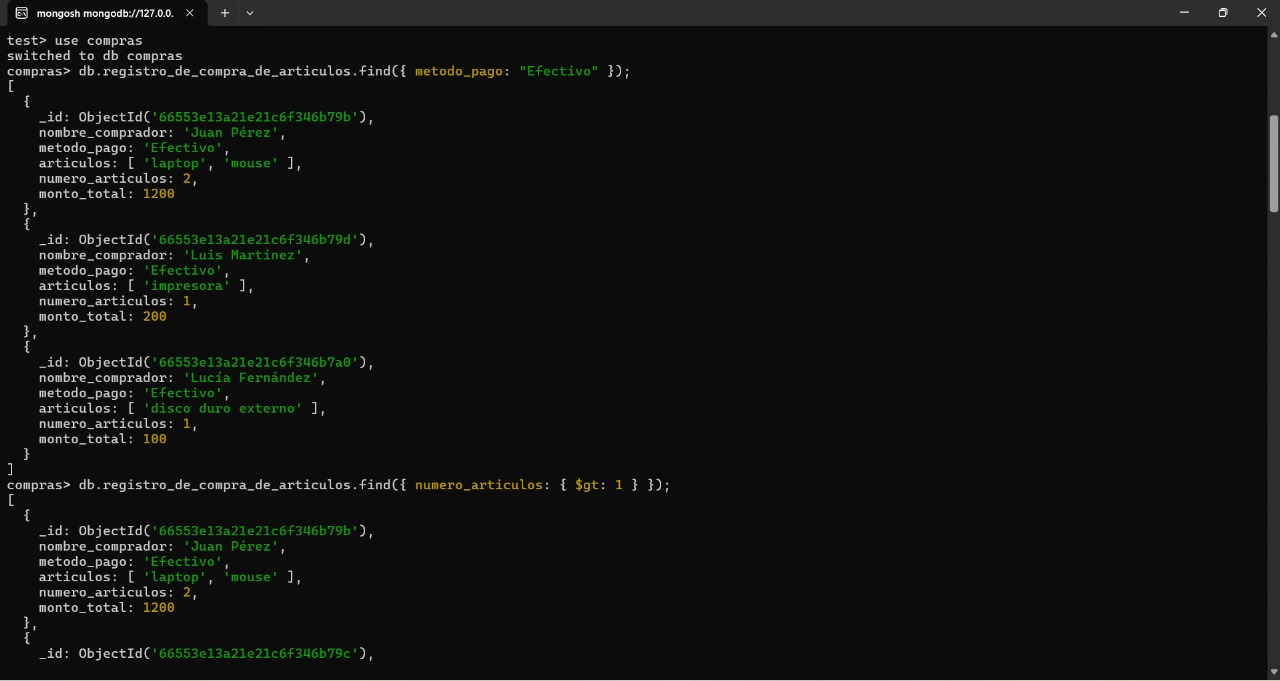 mongosh mongodb://127.0.0.
test> use compras
switched to db compras
compras> db.registro_de_compra_de_articulos.find({ metodo_pago: "Efectivo" });
[
  {
    _id: ObjectId('66553e13a21e21c6f346b79b'),
    nombre_comprador: 'Juan Pérez',
    metodo_pago: 'Efectivo',
    articulos: [ 'laptop', 'mouse' ],
    numero_articulos: 2,
    monto_total: 1200
  },
  {
    _id: ObjectId('66553e13a21e21c6f346b79d'),
    nombre_comprador: 'Luis Martínez',
    metodo_pago: 'Efectivo',
    articulos: [ 'impresora' ],
    numero_articulos: 1,
    monto_total: 200
  },
  {
    _id: ObjectId('66553e13a21e21c6f346b7a0'),
    nombre_comprador: 'Lucía Fernández',
    metodo_pago: 'Efectivo',
    articulos: [ 'disco duro externo' ],
    numero_articulos: 1,
    monto_total: 100
  }
]
compras> db.registro_de_compra_de_articulos.find({ numero_articulos: { $gt: 1 } });
[
  {
    _id: ObjectId('66553e13a21e21c6f346b79b'),
    nombre_comprador: 'Juan Pérez',
    metodo_pago: 'Efectivo',
    articulos: [ 'laptop', 'mouse' ],
    numero_articulos: 2,
    monto_total: 1200
  },
  {
    _id: ObjectId('66553e13a21e21c6f346b79c'),